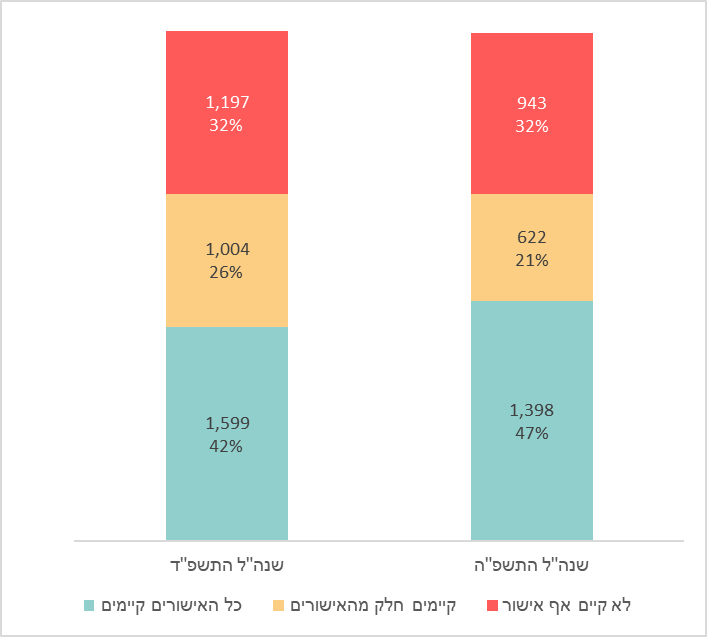 1,197
32%
943
32%
1,004
26%
622
21%
1,599
42%
1,398
47%
שנה"ל התשפ"ד
שנה"ל התשפ"ה
כל האישורים קיימים
קיימים חלק מהאישורים
לא קיים אף אישור